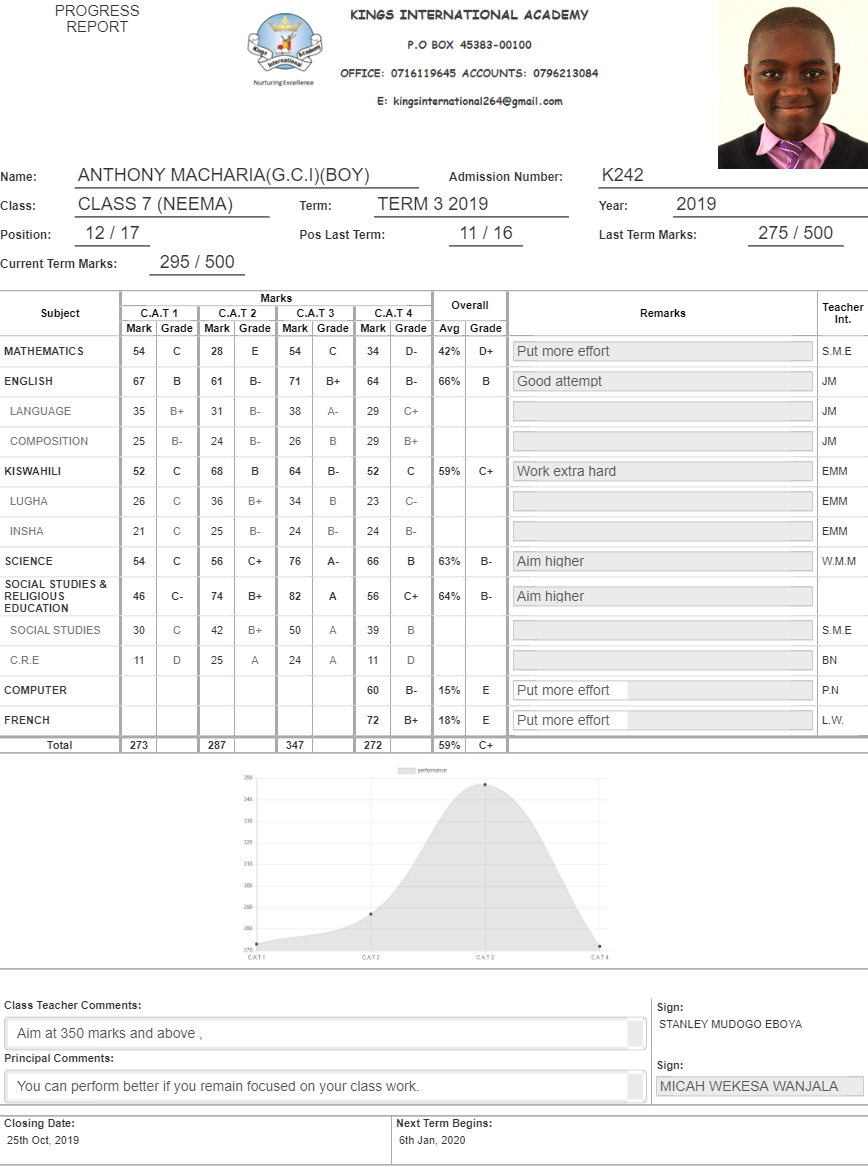 PROGRESS
REPORT
KINGS INTERNATIONAL ACADEMY
P.O BOX 45383-00100
OFFICE: 0716119645 ACCOUNTS: 0796213084
E: kingsinternational264@gmail.com
Kings Academy
International
Nurturing Excellence
Name: ANTHONY MACHARIA(G.C.I)(BOY) Admission Number: K242
Class: CLASS 7 (NEEMA) Term: TERM 3 2019 Year: 2019
Position: 12 / 17 Pos Last Term: 11 / 16 Last Term Marks: 275 / 500
Current Term Marks: 295 / 500
Subject Marks Overall Remarks Teacher Int.
C.A.T 1 C.A.T 2 C.A.T 3 C.A.T 4
Mark Grade Mark Grade Mark Grade Mark Grade Avg Grade
MATHEMATICS 54 C 28 E 54 C 34 D- 42% D+ Put more effort S.M.E
ENGLISH 67 B 61 B- 71 B+ 64 B- 66% B Good attempt JM
LANGUAGE 35 B+ 31 B- 38 A- 29 C+ JM
COMPOSITION 25 B- 24 B- 26 B 29 B+ JM
KISWAHILI 52 C 68 B 64 B- 52 C 59% C+ Work extra hard EMM
LUGHA 26 C 36 B+ 34 B 23 C- EMM
INSHA 21 C 25 B- 24 B- 24 B- EMM
SCIENCE 54 C 56 C+ 76 A- 66 B 63% B- Aim higher W.M.M
SOCIAL STUDIES &
RELIGIOUS
EDUCATION 46 C- 74 B+ 82 A 56 C+ 64% B- Aim higher
SOCIAL STUDIES 30 C 42 B+ 50 A 39 B S.M.E
C.R.E 11 D 25 A 24 A 11 D BN
COMPUTER 60 B- 15% E Put more effort P.N
FRENCH 72 B+ 18% E Put more effort L.W.
Total 273 287 347 272 59% C+
performance
350
340
330
320
310
300
290
280
270
CAT1 CAT2 CAT3 CAT4
Class Teacher Comments:
Aim at 350 marks and above ,
Sign:
STANLEY MUDOGO EBOYA
Principal Comments:
You can perform better if you remain focused on your class work.
Sign:
MICAH WEKESA WANJALA
Closing Date:
25th Oct, 2019
Next Term Begins:
6th Jan, 2020